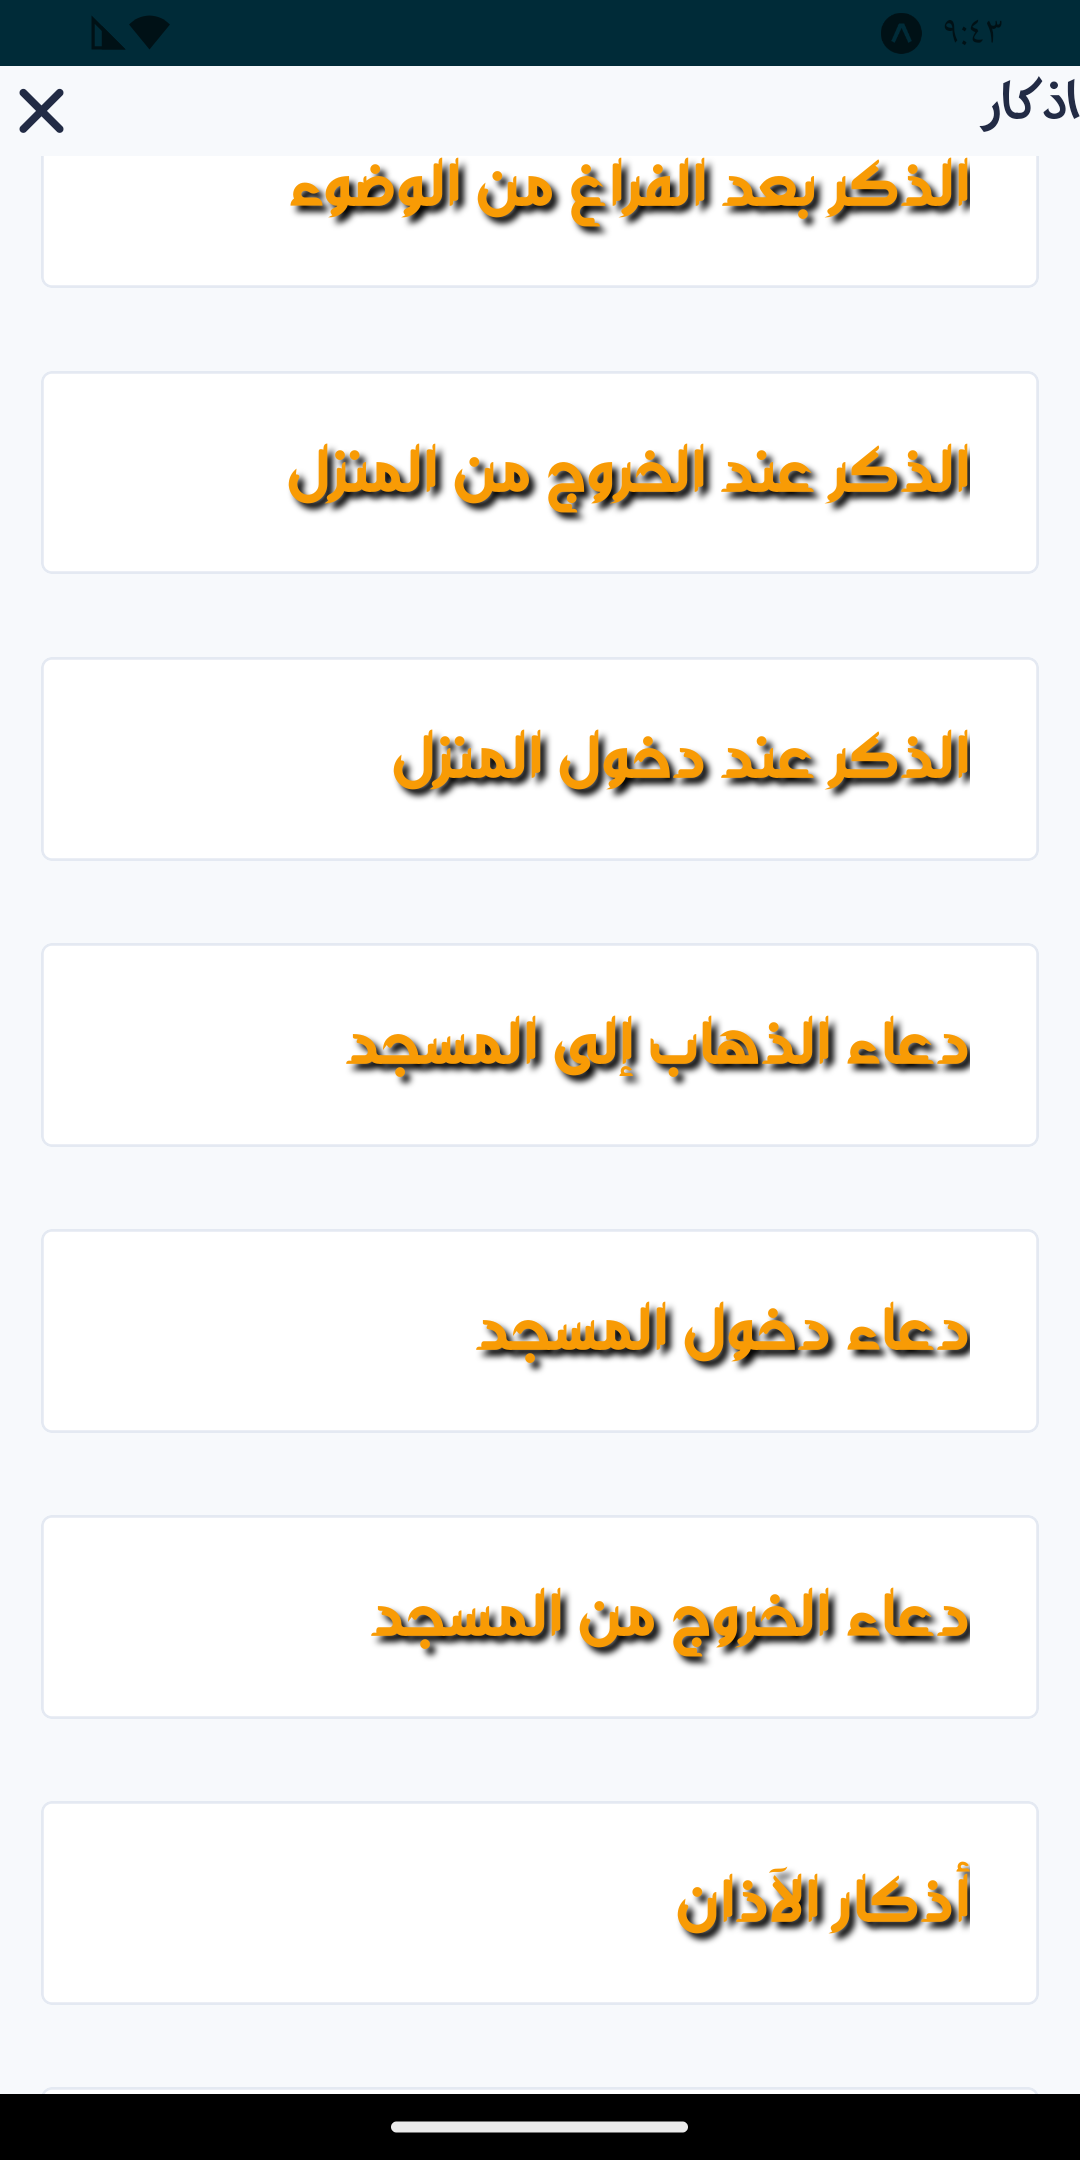 ٩:٤٣
اذكار
الذكر بعد الفراغ من الوضوء
الذكر عند الخروج من المنزل
الذكر عند دخول المنزل
دعاء الذهاب إلى المسجد
دعاء دخول المسجد
دعاء الخروج من المسجد
أذكار الآذان